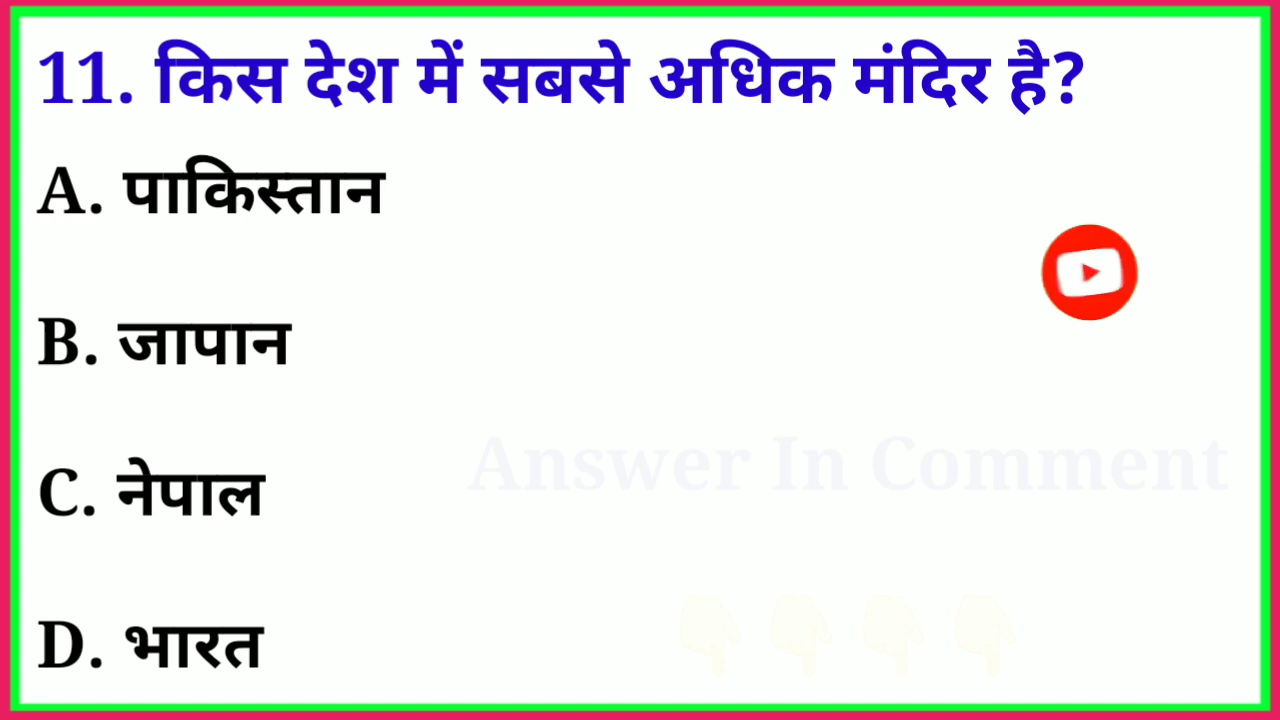 11. किस देश में सबसे अधिक मंदिर है?
A. पाकिस्तान
B. जापान
C. नेपाल
Answer In Comment
D. भारत
👇👇👇👇